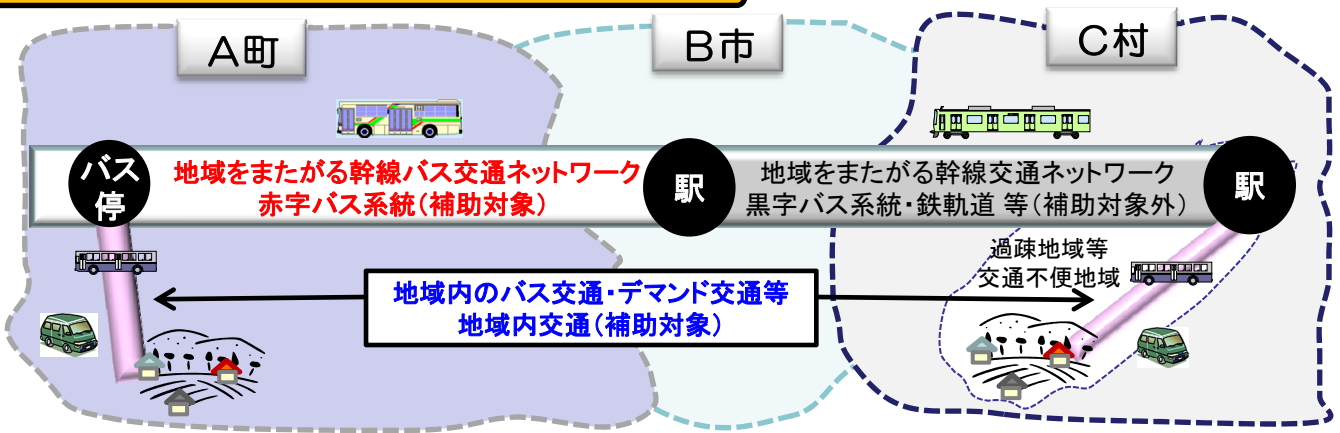 A町
B市
C村
バス
停
地域をまたがる幹線バス交通ネットワーク
赤字バス系統(補助対象)
駅
地域をまたがる幹線交通ネットワーク
黒字バス系統・鉄軌道 等(補助対象外)
駅
過疎地域等
交通不便地域
地域内のバス交通・デマンド交通等
地域内交通(補助対象)